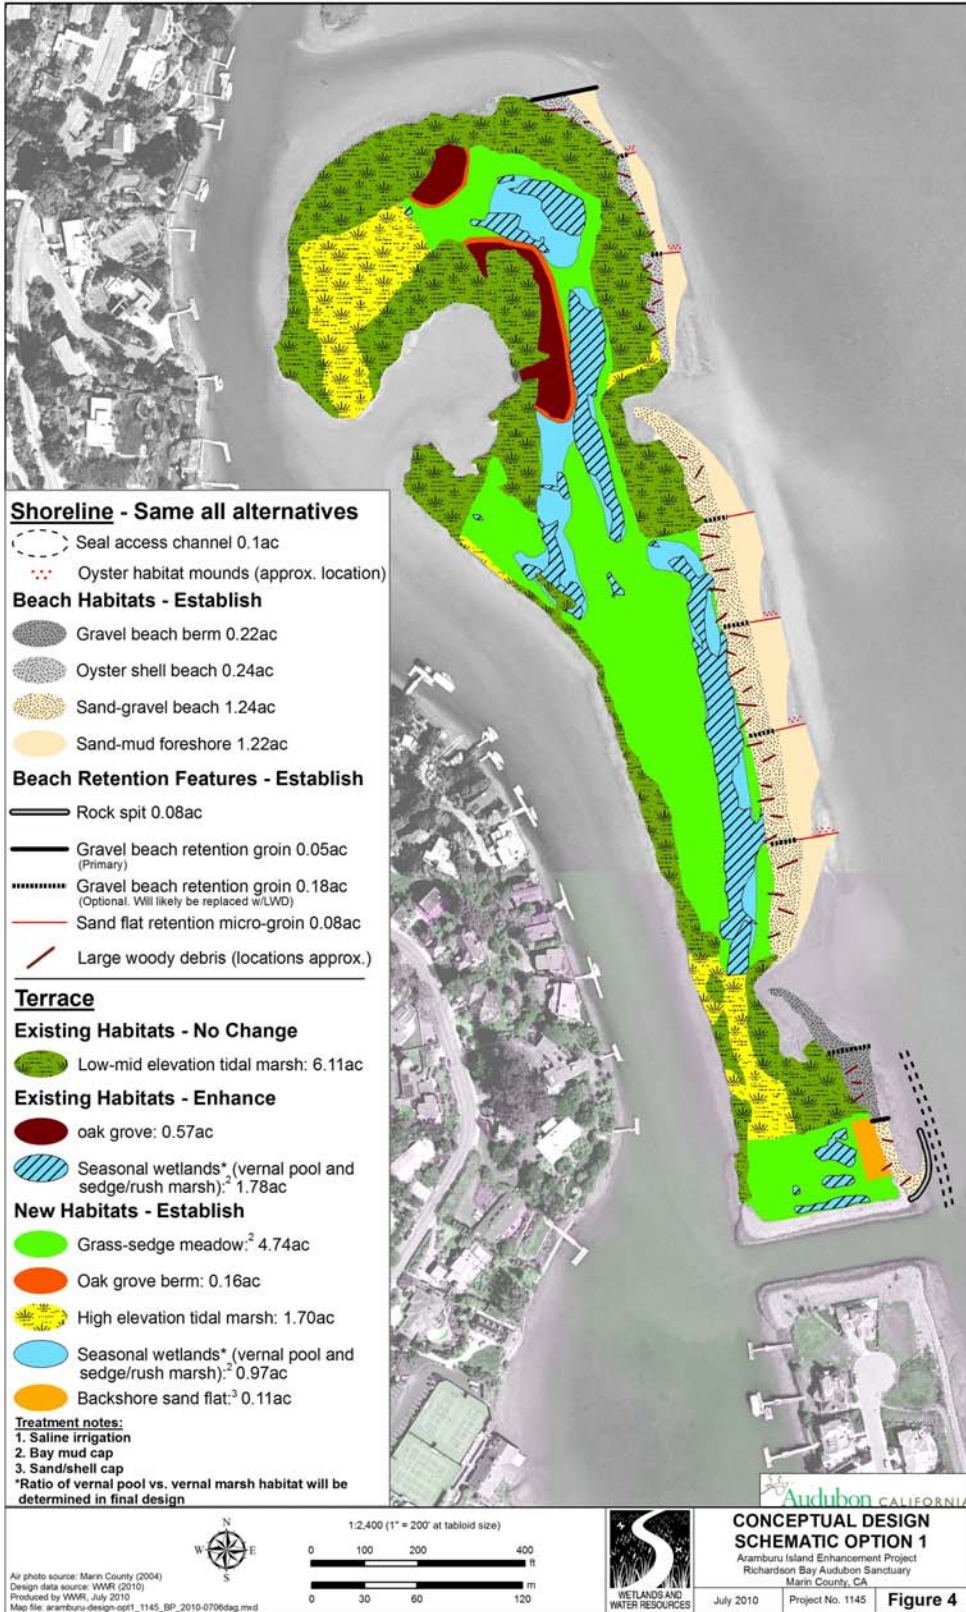 Shoreline - Same all alternatives
Seal access channel 0.1ac
Oyster habitat mounds (approx. location)
Beach Habitats - Establish
Gravel beach berm 0.22ac
Oyster shell beach 0.24ac
Sand-gravel beach 1.24ac
Sand-mud foreshore 1.22ac
Beach Retention Features - Establish
Rock spit 0.08ac
Gravel beach retention groin 0.05ac
(Primary)
Gravel beach retention groin 0.18ac
(Optional. Will likely be replaced w/LWD)
Sand flat retention micro-groin 0.08ac
Large woody debris (locations approx.)
Terrace
Existing Habitats - No Change
Low-mid elevation tidal marsh: 6.11ac
Existing Habitats - Enhance
oak grove: 0.57ac
Seasonal wetlands* (vernal pool and
sedge/rush marsh):² 1.78ac
New Habitats - Establish
Grass-sedge meadow:² 4.74ac
Oak grove berm: 0.16ac
High elevation tidal marsh: 1.70ac
Seasonal wetlands* (vernal pool and
sedge/rush marsh):² 0.97ac
Backshore sand flat:³ 0.11ac
Treatment notes:
1. Saline irrigation
2. Bay mud cap
3. Sand/shell cap
*Ratio of vernal pool vs. vernal marsh habitat will be
determined in final design
Audubon CALIFORNIA
Air photo source: Marin County (2004)
Design data source: WWR (2010)
Produced by WWR, July 2010
Map file: aramburu-design-opt1_1145_BP_2010-0706dag.mxd
N
W E
S
1:2,400 (1" = 200' at tabloid size)
0 100 200 400
ft
m
0 30 60 120
WETLANDS AND
WATER RESOURCES
CONCEPTUAL DESIGN
SCHEMATIC OPTION 1
Aramburu Island Enhancement Project
Richardson Bay Audubon Sanctuary
Marin County, CA
July 2010 Project No. 1145 Figure 4